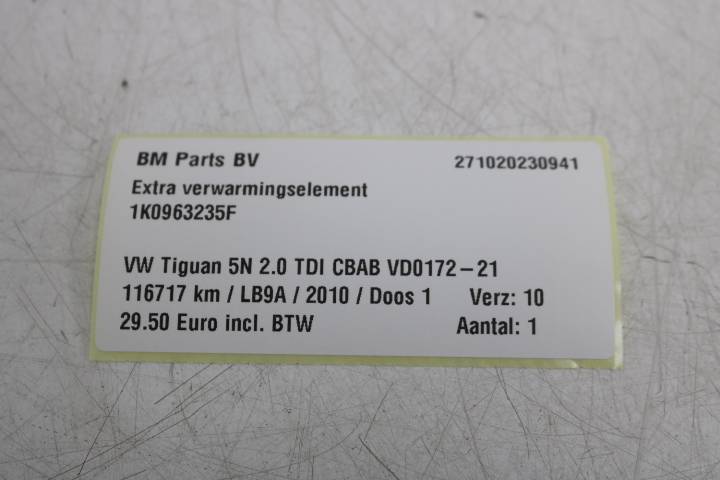 BM Parts BV 271020230941
Extra verwarmingselement
1K0963235F
VW Tiguan 5N 2.0 TDI CBAB VD0172-21
116717 km / LB9A / 2010 / Doos 1 Verz: 10
29.50 Euro incl. BTW Aantal: 1